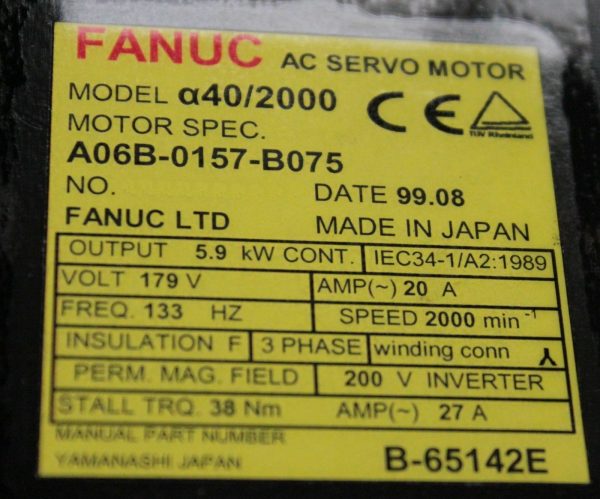 FANUC AC SERVO MOTOR
MODEL α40/2000
CE
TÜV Rheinland
MOTOR SPEC.
A06B-0157-B075
NO. DATE 99.08
FANUC LTD MADE IN JAPAN
OUTPUT 5.9 kW CONT. IEC34-1/A2:1989
VOLT 179 V AMP(~) 20 A
FREQ. 133 HZ SPEED 2000 min⁻¹
INSULATION F 3 PHASE winding conn
PERM. MAG. FIELD 200 V INVERTER
STALL TRQ. 38 Nm AMP(~) 27 A
MANUAL PART NUMBER
YAMANASHI JAPAN B-65142E